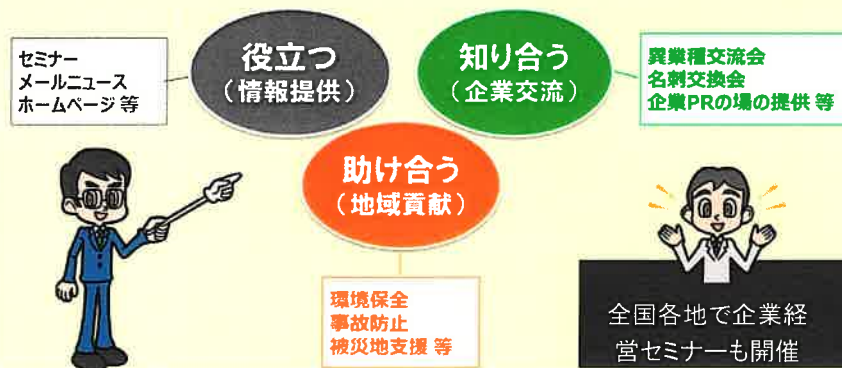 セミナー
メールニュース
ホームページ 等
役立つ
（情報提供）
知り合う
（企業交流）
異業種交流会
名刺交換会
企業PRの場の提供 等
助け合う
（地域貢献）
環境保全
事故防止
被災地支援 等
全国各地で企業経
営セミナーも開催